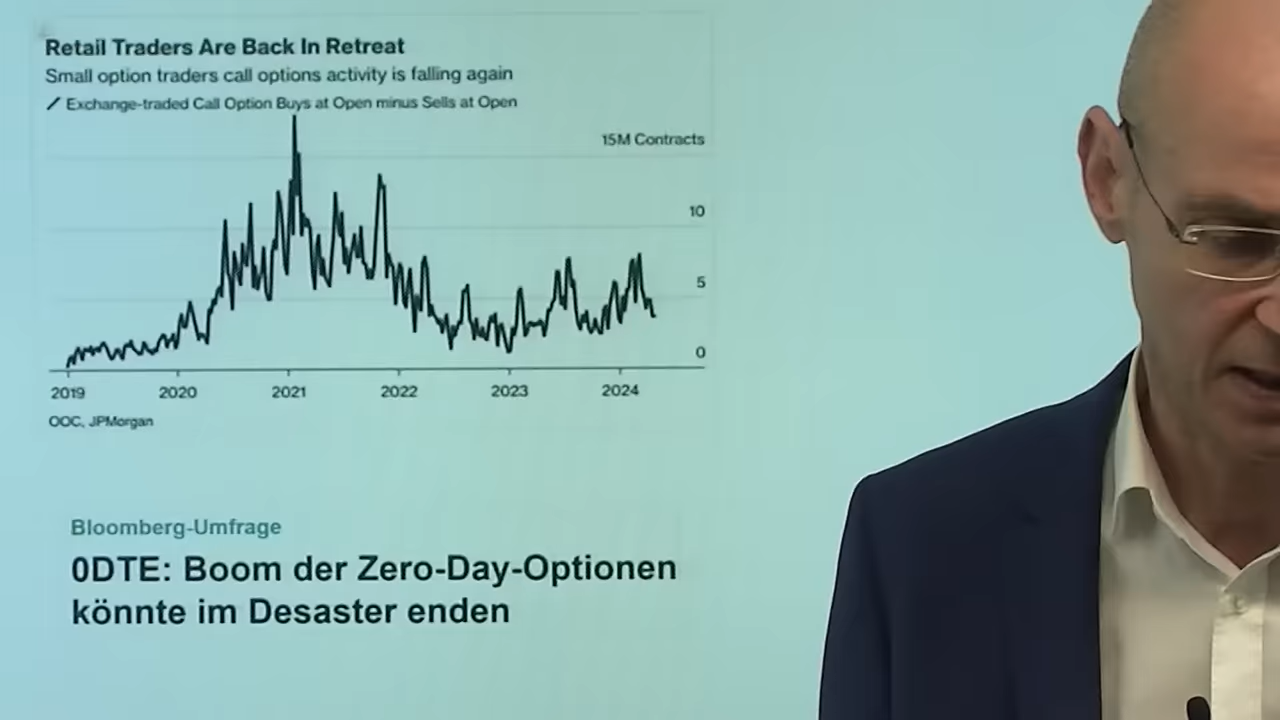 Retail Traders Are Back In Retreat
Small option traders call options activity is falling again
Exchange-traded Call Option Buys at Open minus Sells at Open
15M Contracts
10
5
0
2019 2020 2021 2022 2023 2024
OOC, JPMorgan
Bloomberg-Umfrage
0DTE: Boom der Zero-Day-Optionen
könnte im Desaster enden